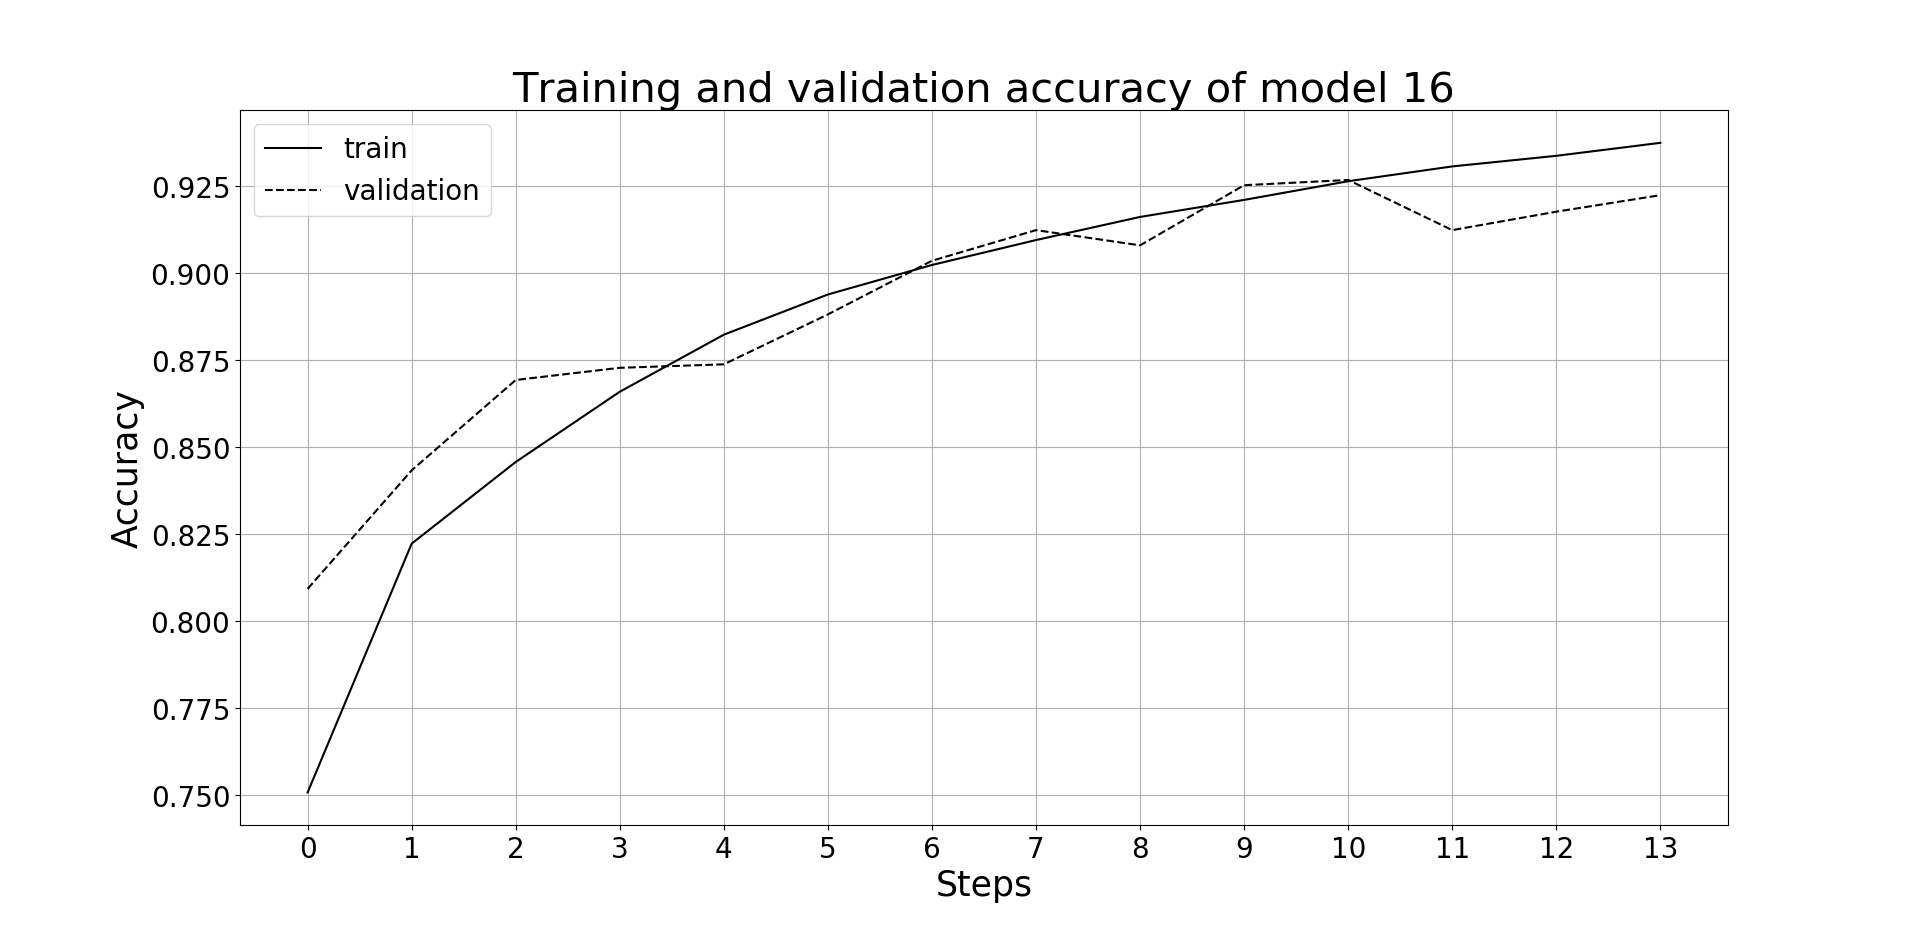 Training and validation accuracy of model 16
train
validation
0.925
0.900
0.875
0.850
0.825
0.800
0.775
0.750
Accuracy
0 1 2 3 4 5 6 7 8 9 10 11 12 13
Steps